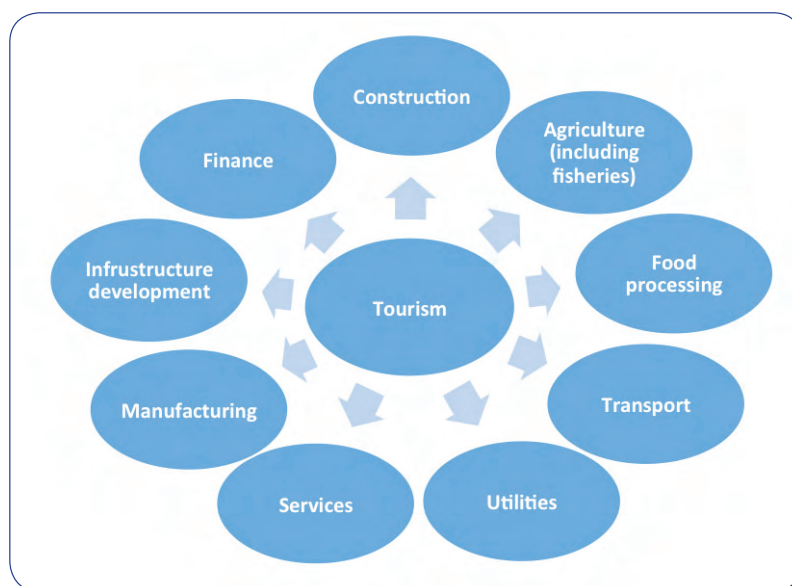 Construction
Agriculture
(including
fisheries)
Finance
Food
processing
Infrustructure
development
Tourism
Transport
Manufacturing
Services
Utilities